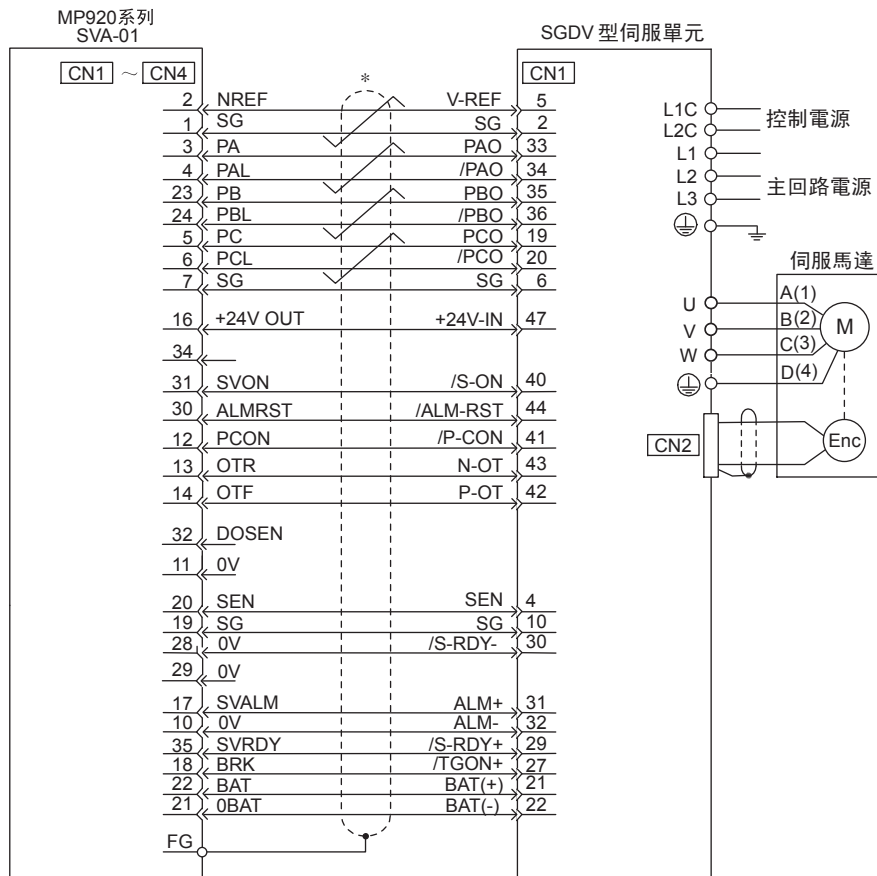 MP920系列
SVA-01
SGDV 型伺服單元
CN1 ~ CN4
*
CN1
2 NREF V-REF 5
1 SG SG 2
3 PA PAO 33
4 PAL /PAO 34
23 PB PBO 35
24 PBL /PBO 36
5 PC PCO 19
6 PCL /PCO 20
7 SG SG 6
16 +24V OUT +24V-IN 47
34
31 SVON /S-ON 40
30 ALMRST /ALM-RST 44
12 PCON /P-CON 41
13 OTR N-OT 43
14 OTF P-OT 42
32 DOSEN
11 0V
20 SEN SEN 4
19 SG SG 10
28 0V /S-RDY- 30
29 0V
17 SVALM ALM+ 31
10 0V ALM- 32
35 SVRDY /S-RDY+ 29
18 BRK /TGON+ 27
22 BAT BAT(+) 21
21 0BAT BAT(-) 22
FG
L1C
L2C
控制電源
L1
L2
L3
主回路電源
伺服馬達
U A(1)
V B(2)
W C(3)
D(4)
M
CN2
Enc